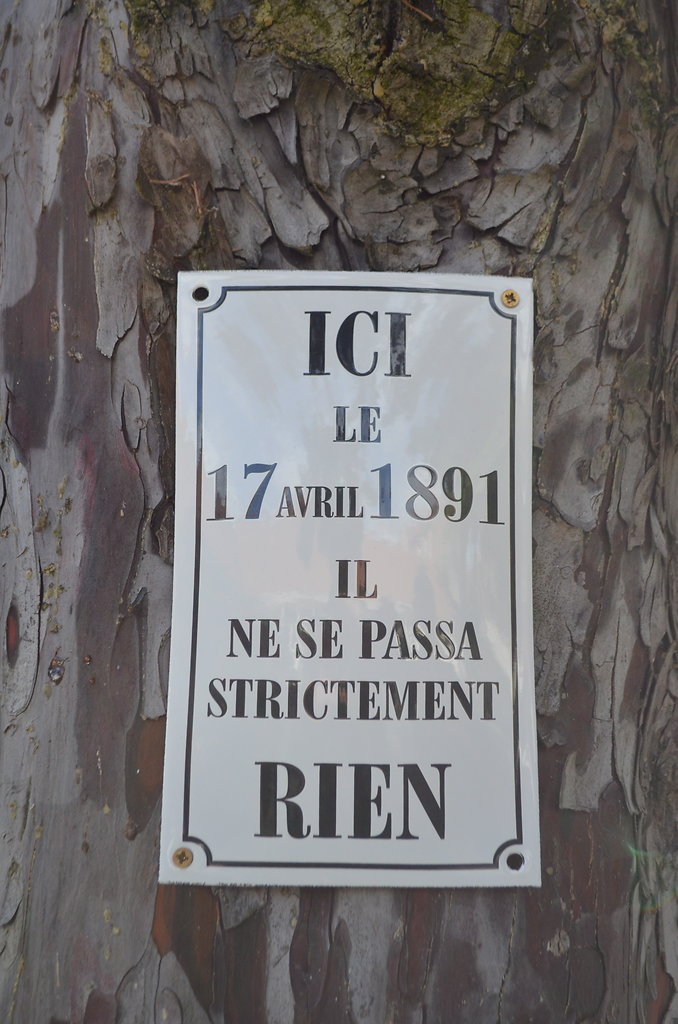 ICI
LE
17 AVRIL 1891
IL
NE SE PASSA
STRICTEMENT
RIEN